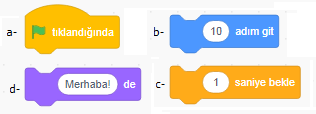 a- tıklandığında
b- 10 adım git
d- Merhaba! de
c- 1 saniye bekle